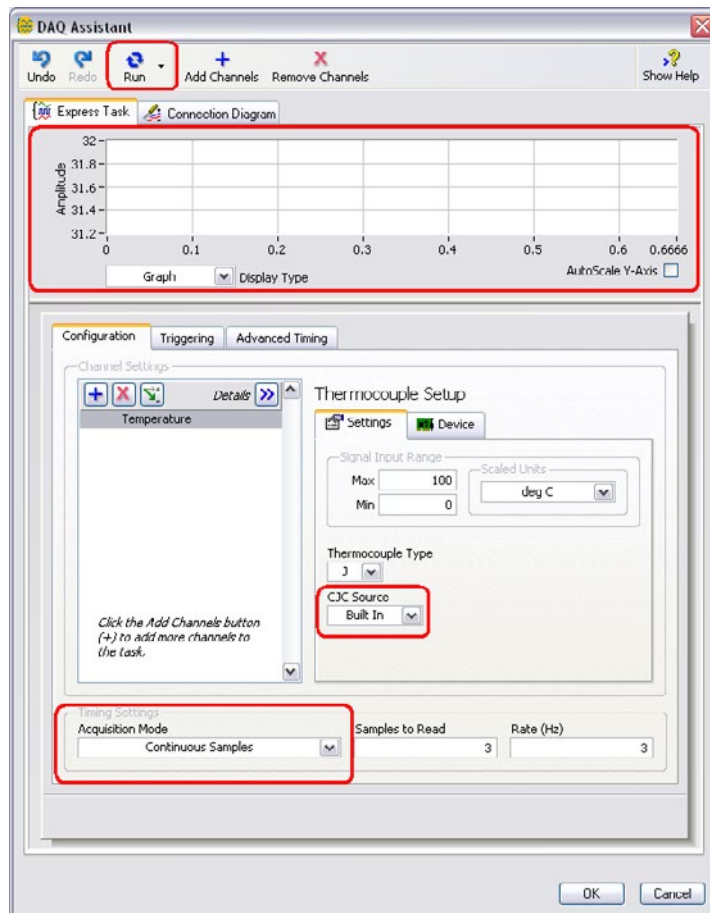 DAQ Assistant
Undo Redo Run Add Channels Remove Channels Show Help
Express Task Connection Diagram
Amplitude
32
31.8
31.6
31.4
31.2
0 0.1 0.2 0.3 0.4 0.5 0.6 0.6666
Graph Display Type AutoScale Y-Axis
Configuration Triggering Advanced Timing
Channel Settings
Details
Temperature
Click the Add Channels button
(+) to add more channels to
the task.
Thermocouple Setup
Settings Device
Signal Input Range
Max 100
Min 0
Scaled Units
deg C
Thermocouple Type
J
CJC Source
Built In
Timing Settings
Acquisition Mode Samples to Read Rate (Hz)
Continuous Samples 3 3
OK Cancel